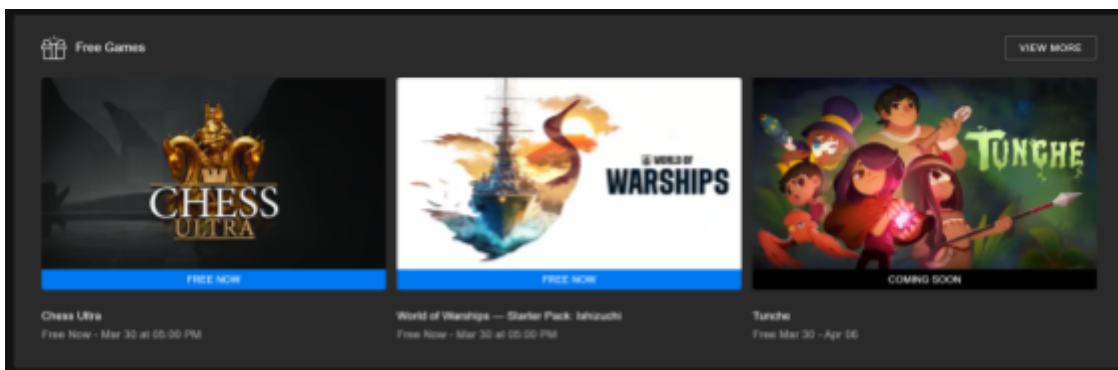 Free Games
VIEW MORE
CHESS
ULTRA
WORLD OF
WARSHIPS
TUNCHE
FREE NOW
FREE NOW
COMING SOON
Chess Ultra
World of Warships — Starter Pack: Ishizuchi
Tunche
Free Now - Mar 30 at 05:00 PM
Free Now - Mar 30 at 05:00 PM
Free Mar 30 - Apr 06